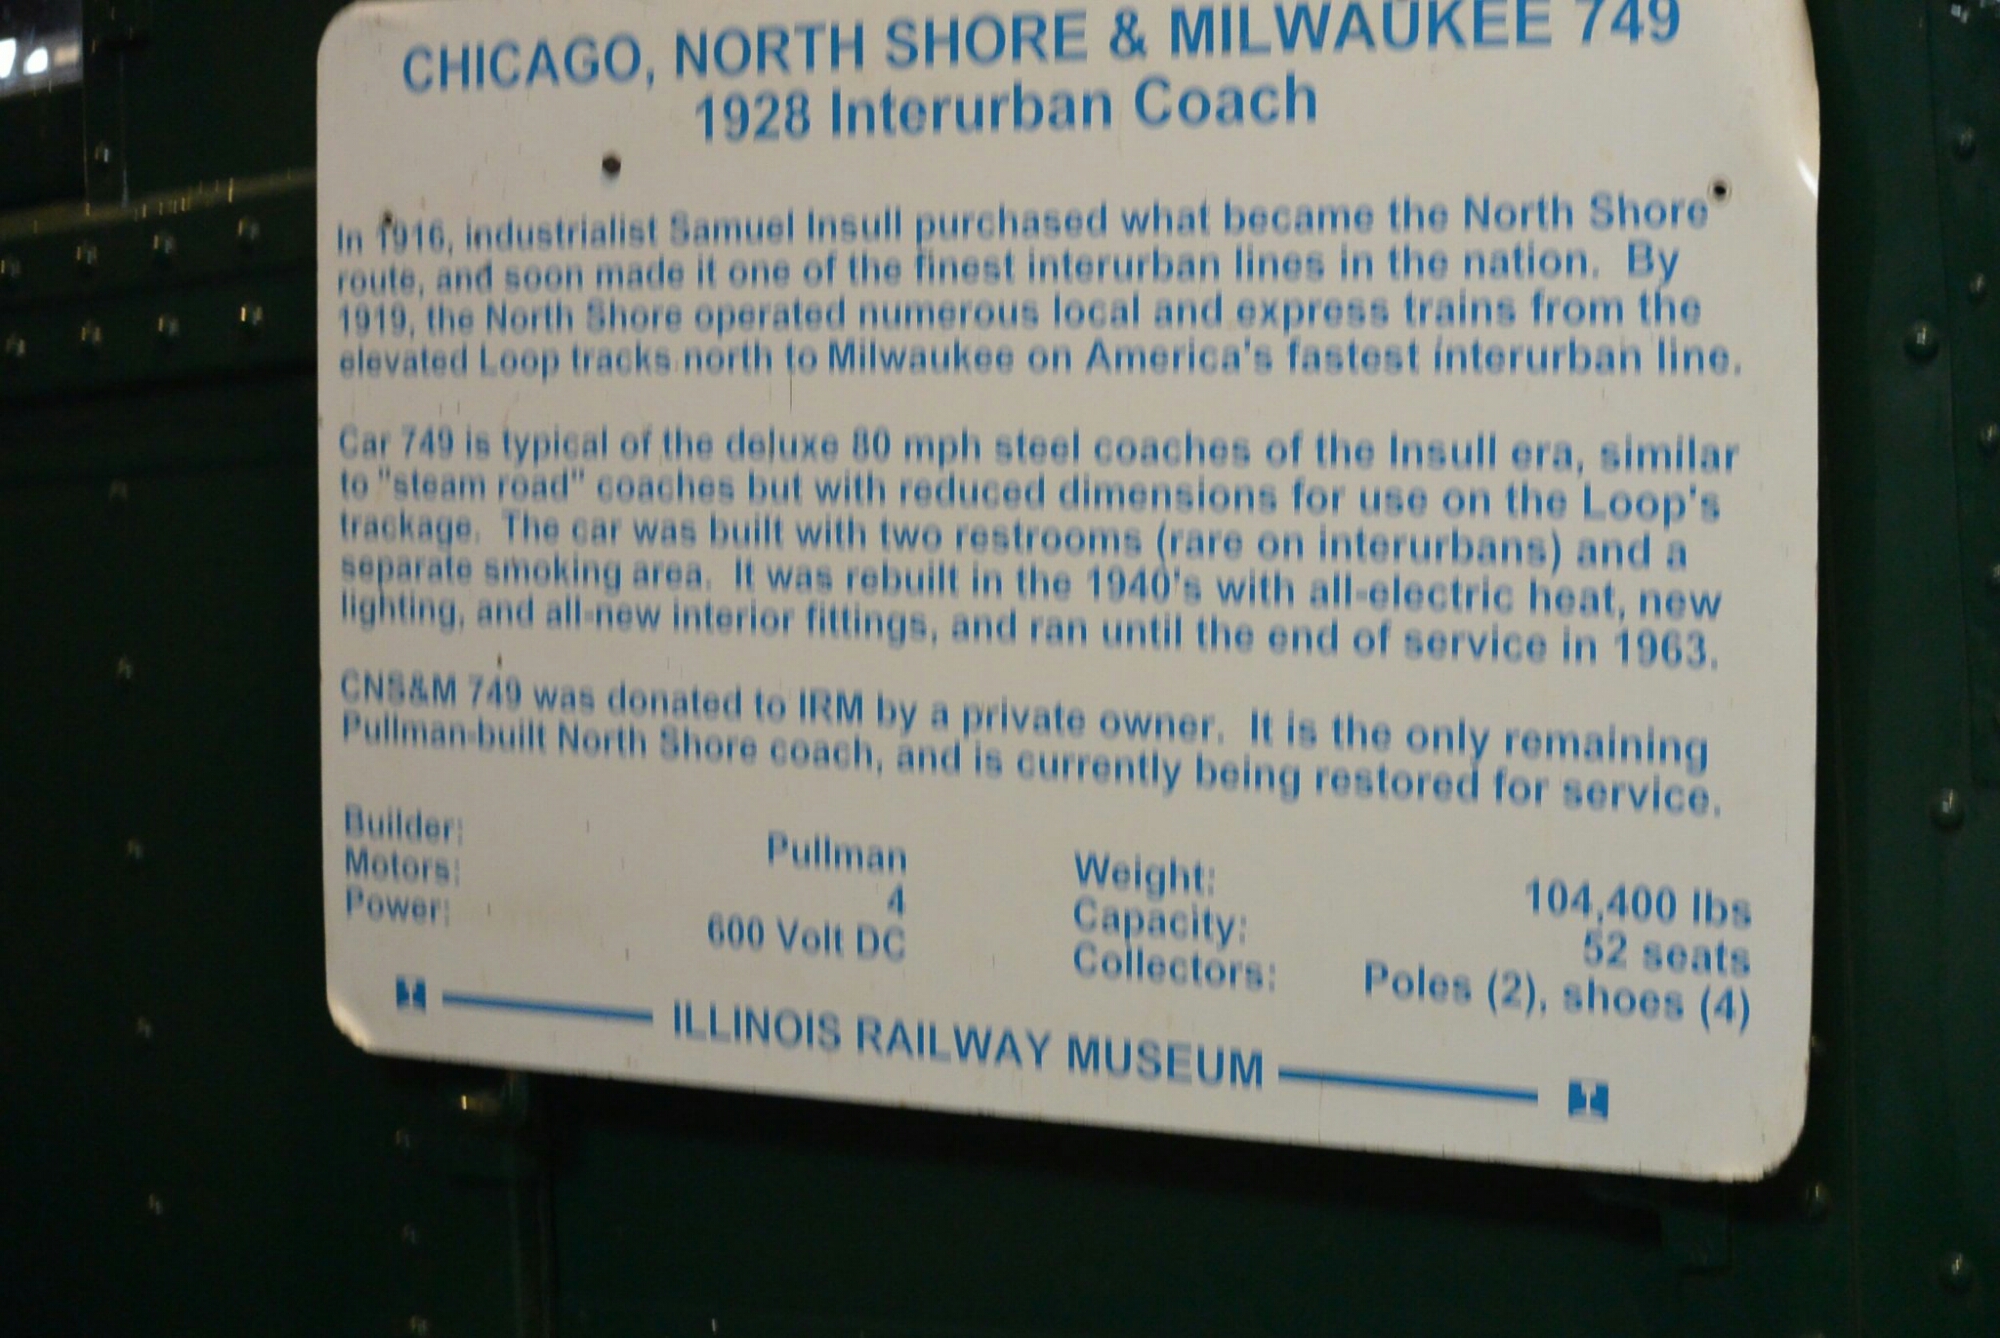 CHICAGO, NORTH SHORE & MILWAUKEE 749
1928 Interurban Coach
In 1916, industrialist Samuel Insull purchased what became the North Shore
route, and soon made it one of the finest interurban lines in the nation. By
1919, the North Shore operated numerous local and express trains from the
elevated Loop tracks north to Milwaukee on America's fastest interurban line.
Car 749 is typical of the deluxe 80 mph steel coaches of the Insull era, similar
to "steam road" coaches but with reduced dimensions for use on the Loop's
trackage. The car was built with two restrooms (rare on interurbans) and a
separate smoking area. It was rebuilt in the 1940's with all-electric heat, new
lighting, and all-new interior fittings, and ran until the end of service in 1963.
CNS&M 749 was donated to IRM by a private owner. It is the only remaining
Pullman-built North Shore coach, and is currently being restored for service.
Builder: Pullman
Motors: 4
Power: 600 Volt DC
Weight: 104,400 lbs
Capacity: 52 seats
Collectors: Poles (2), shoes (4)
ILLINOIS RAILWAY MUSEUM